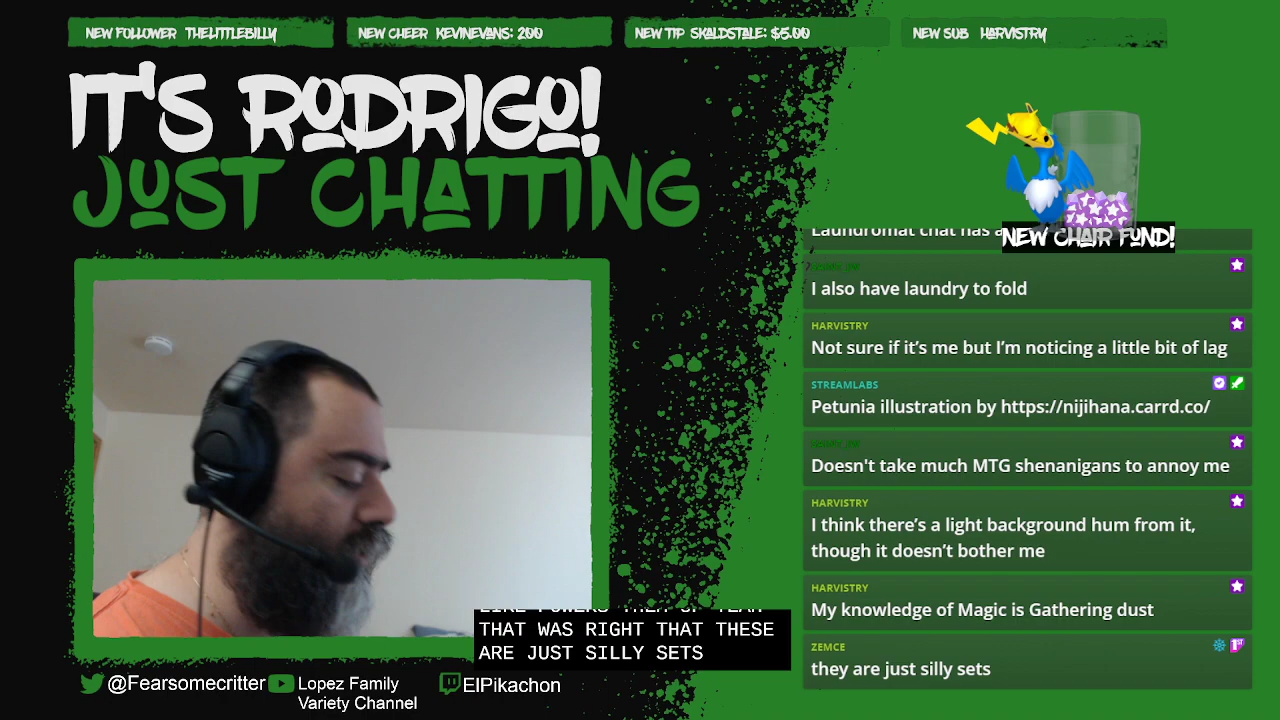 NEW FOLLOWER THELITTLEBILLY
NEW CHEER KEVINEVANS: 200
NEW TIP SKALDSTALE: $5.00
NEW SUB HARVISTRY
IT'S RODRIGO!
JUST CHATTING
NEW CHAIR FUND!
Laundromat chat has a
I also have laundry to fold
HARVISTRY
Not sure if it's me but I'm noticing a little bit of lag
STREAMLABS
Petunia illustration by https://nijihana.carrd.co/
Doesn't take much MTG shenanigans to annoy me
HARVISTRY
I think there's a light background hum from it,
though it doesn't bother me
HARVISTRY
My knowledge of Magic is Gathering dust
ZEMCE
they are just silly sets
THAT WAS RIGHT THAT THESE
ARE JUST SILLY SETS
@Fearsomecritter
Lopez Family
Variety Channel
ElPikachon